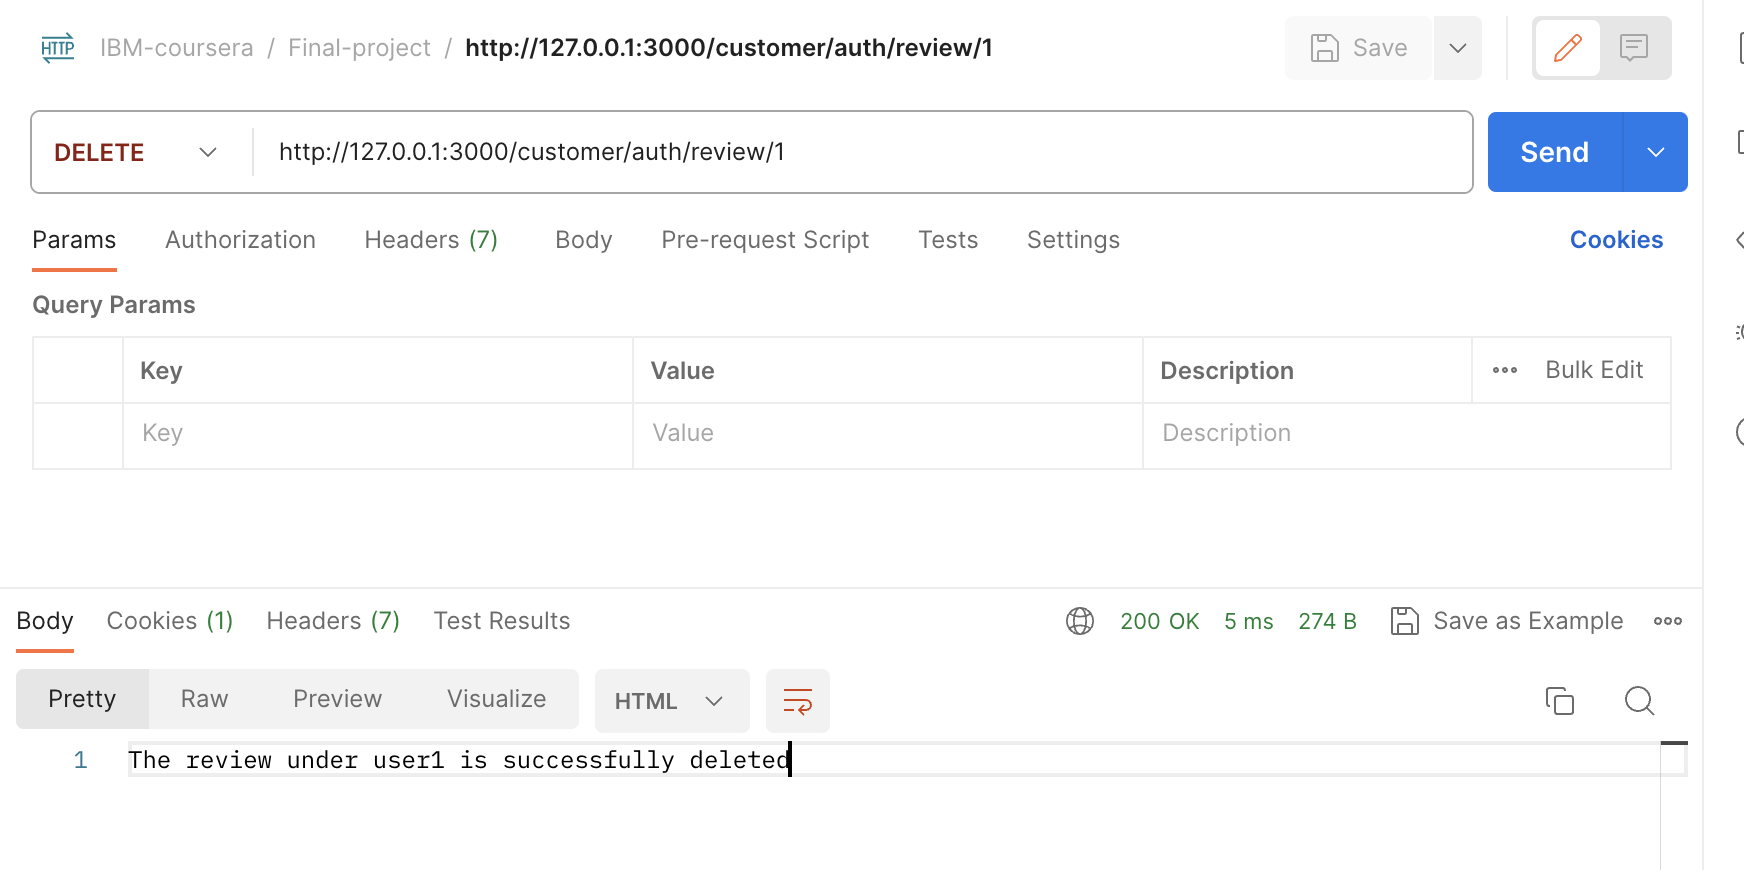 HTTP IBM-coursera / Final-project / http://127.0.0.1:3000/customer/auth/review/1 Save
DELETE http://127.0.0.1:3000/customer/auth/review/1 Send
Params Authorization Headers (7) Body Pre-request Script Tests Settings Cookies
Query Params
Key Value Description Bulk Edit
Key Value Description
Body Cookies (1) Headers (7) Test Results 200 OK 5 ms 274 B Save as Example
Pretty Raw Preview Visualize HTML
1 The review under user1 is successfully deleted